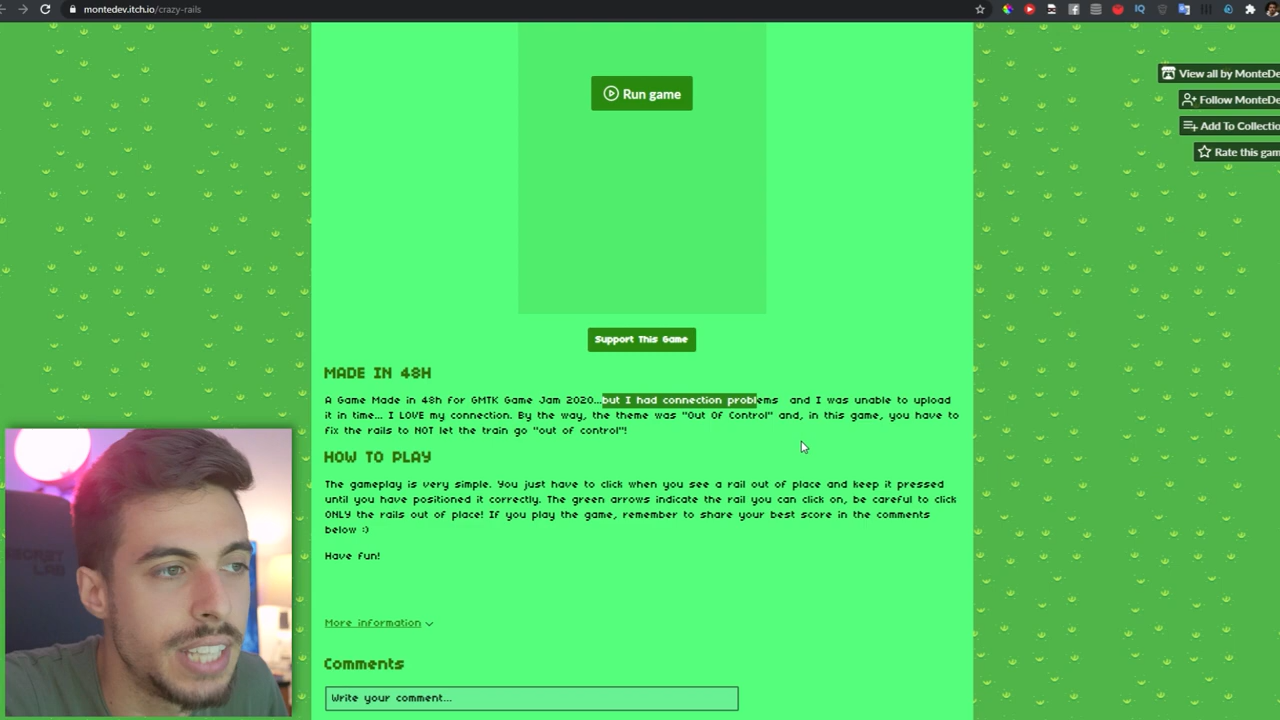 montedev.itch.io/crazy-rails
View all by MonteDe
Run game
Follow MonteDe
Add To Collectio
Rate this gam
Support This Game
MADE IN 48H
A Game Made in 48h for GMTK Game Jam 2020...but I had connection problems and I was unable to upload
it in time... I LOVE my connection. By the way, the theme was "Out Of Control" and, in this game, you have to
fix the rails to NOT let the train go "out of control"!
HOW TO PLAY
The gameplay is very simple. You just have to click when you see a rail out of place and keep it pressed
until you have positioned it correctly. The green arrows indicate the rail you can click on, be careful to click
ONLY the rails out of place! If you play the game, remember to share your best score in the comments
below :)
Have fun!
More information
Comments
Write your comment...
SECRET
LAB